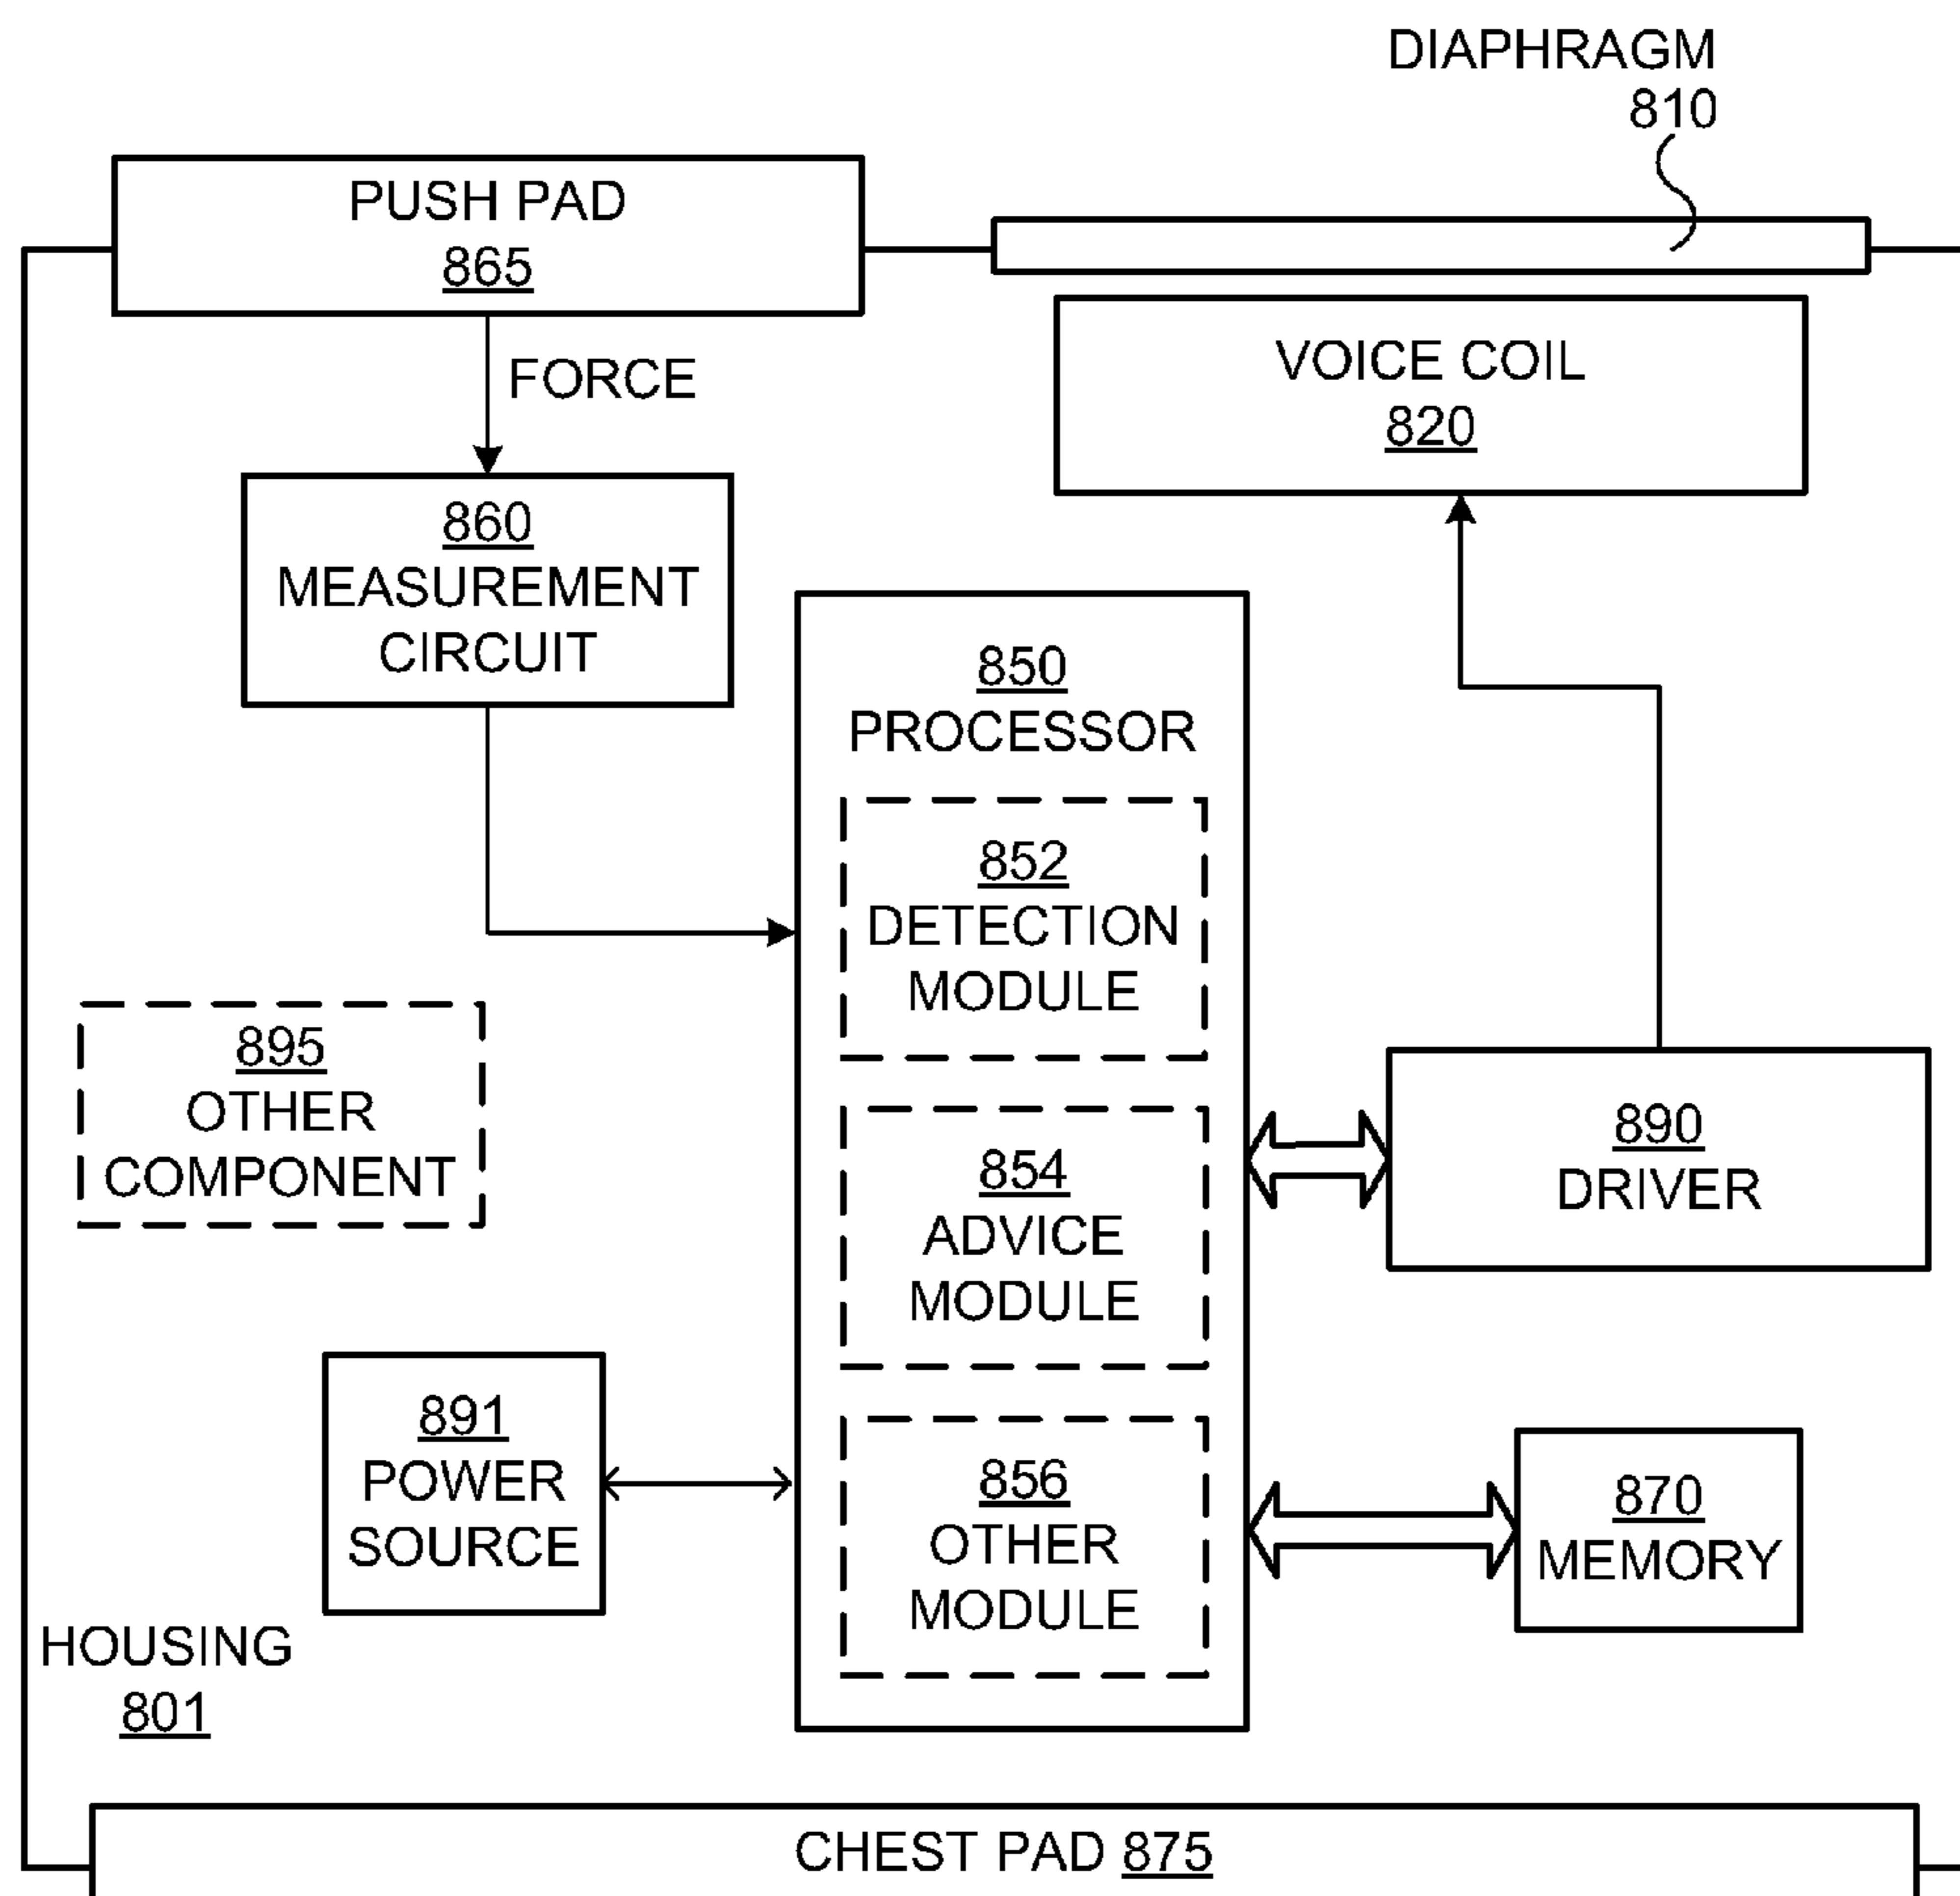 DIAPHRAGM
810
PUSH PAD
865
FORCE
VOICE COIL
820
860
MEASUREMENT
CIRCUIT
850
PROCESSOR
852
DETECTION
MODULE
895
OTHER
COMPONENT
854
ADVICE
MODULE
890
DRIVER
891
POWER
SOURCE
856
OTHER
MODULE
870
MEMORY
HOUSING
801
CHEST PAD 875